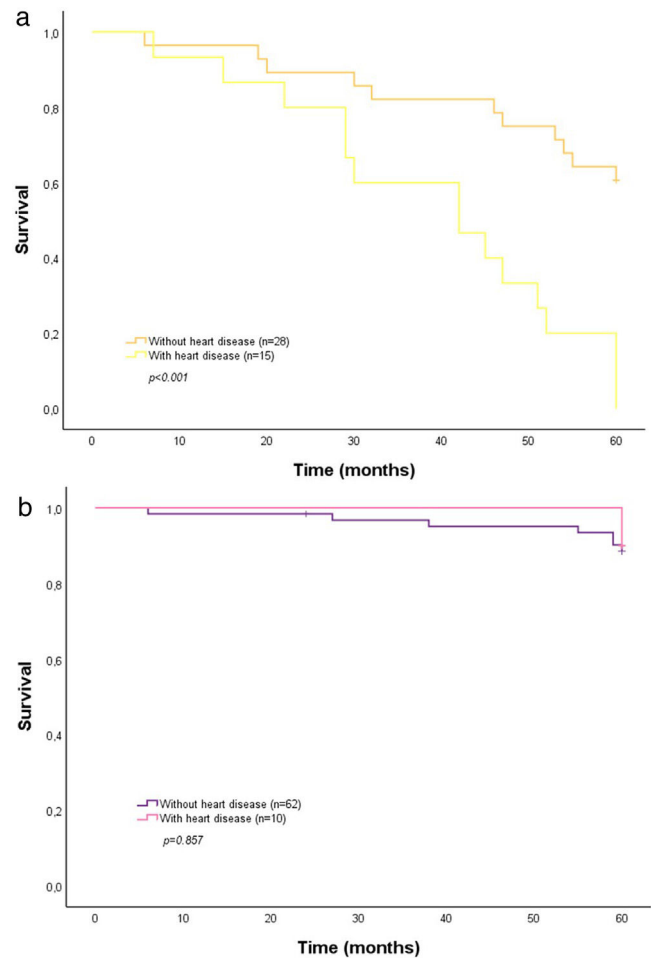 a
1,0
0,8
0,6
0,4
0,2
0,0
Survival
Without heart disease (n=28)
With heart disease (n=15)
p<0.001
0 10 20 30 40 50 60
Time (months)
b
1,0
0,8
0,6
0,4
0,2
0,0
Survival
Without heart disease (n=62)
With heart disease (n=10)
p=0.857
0 10 20 30 40 50 60
Time (months)